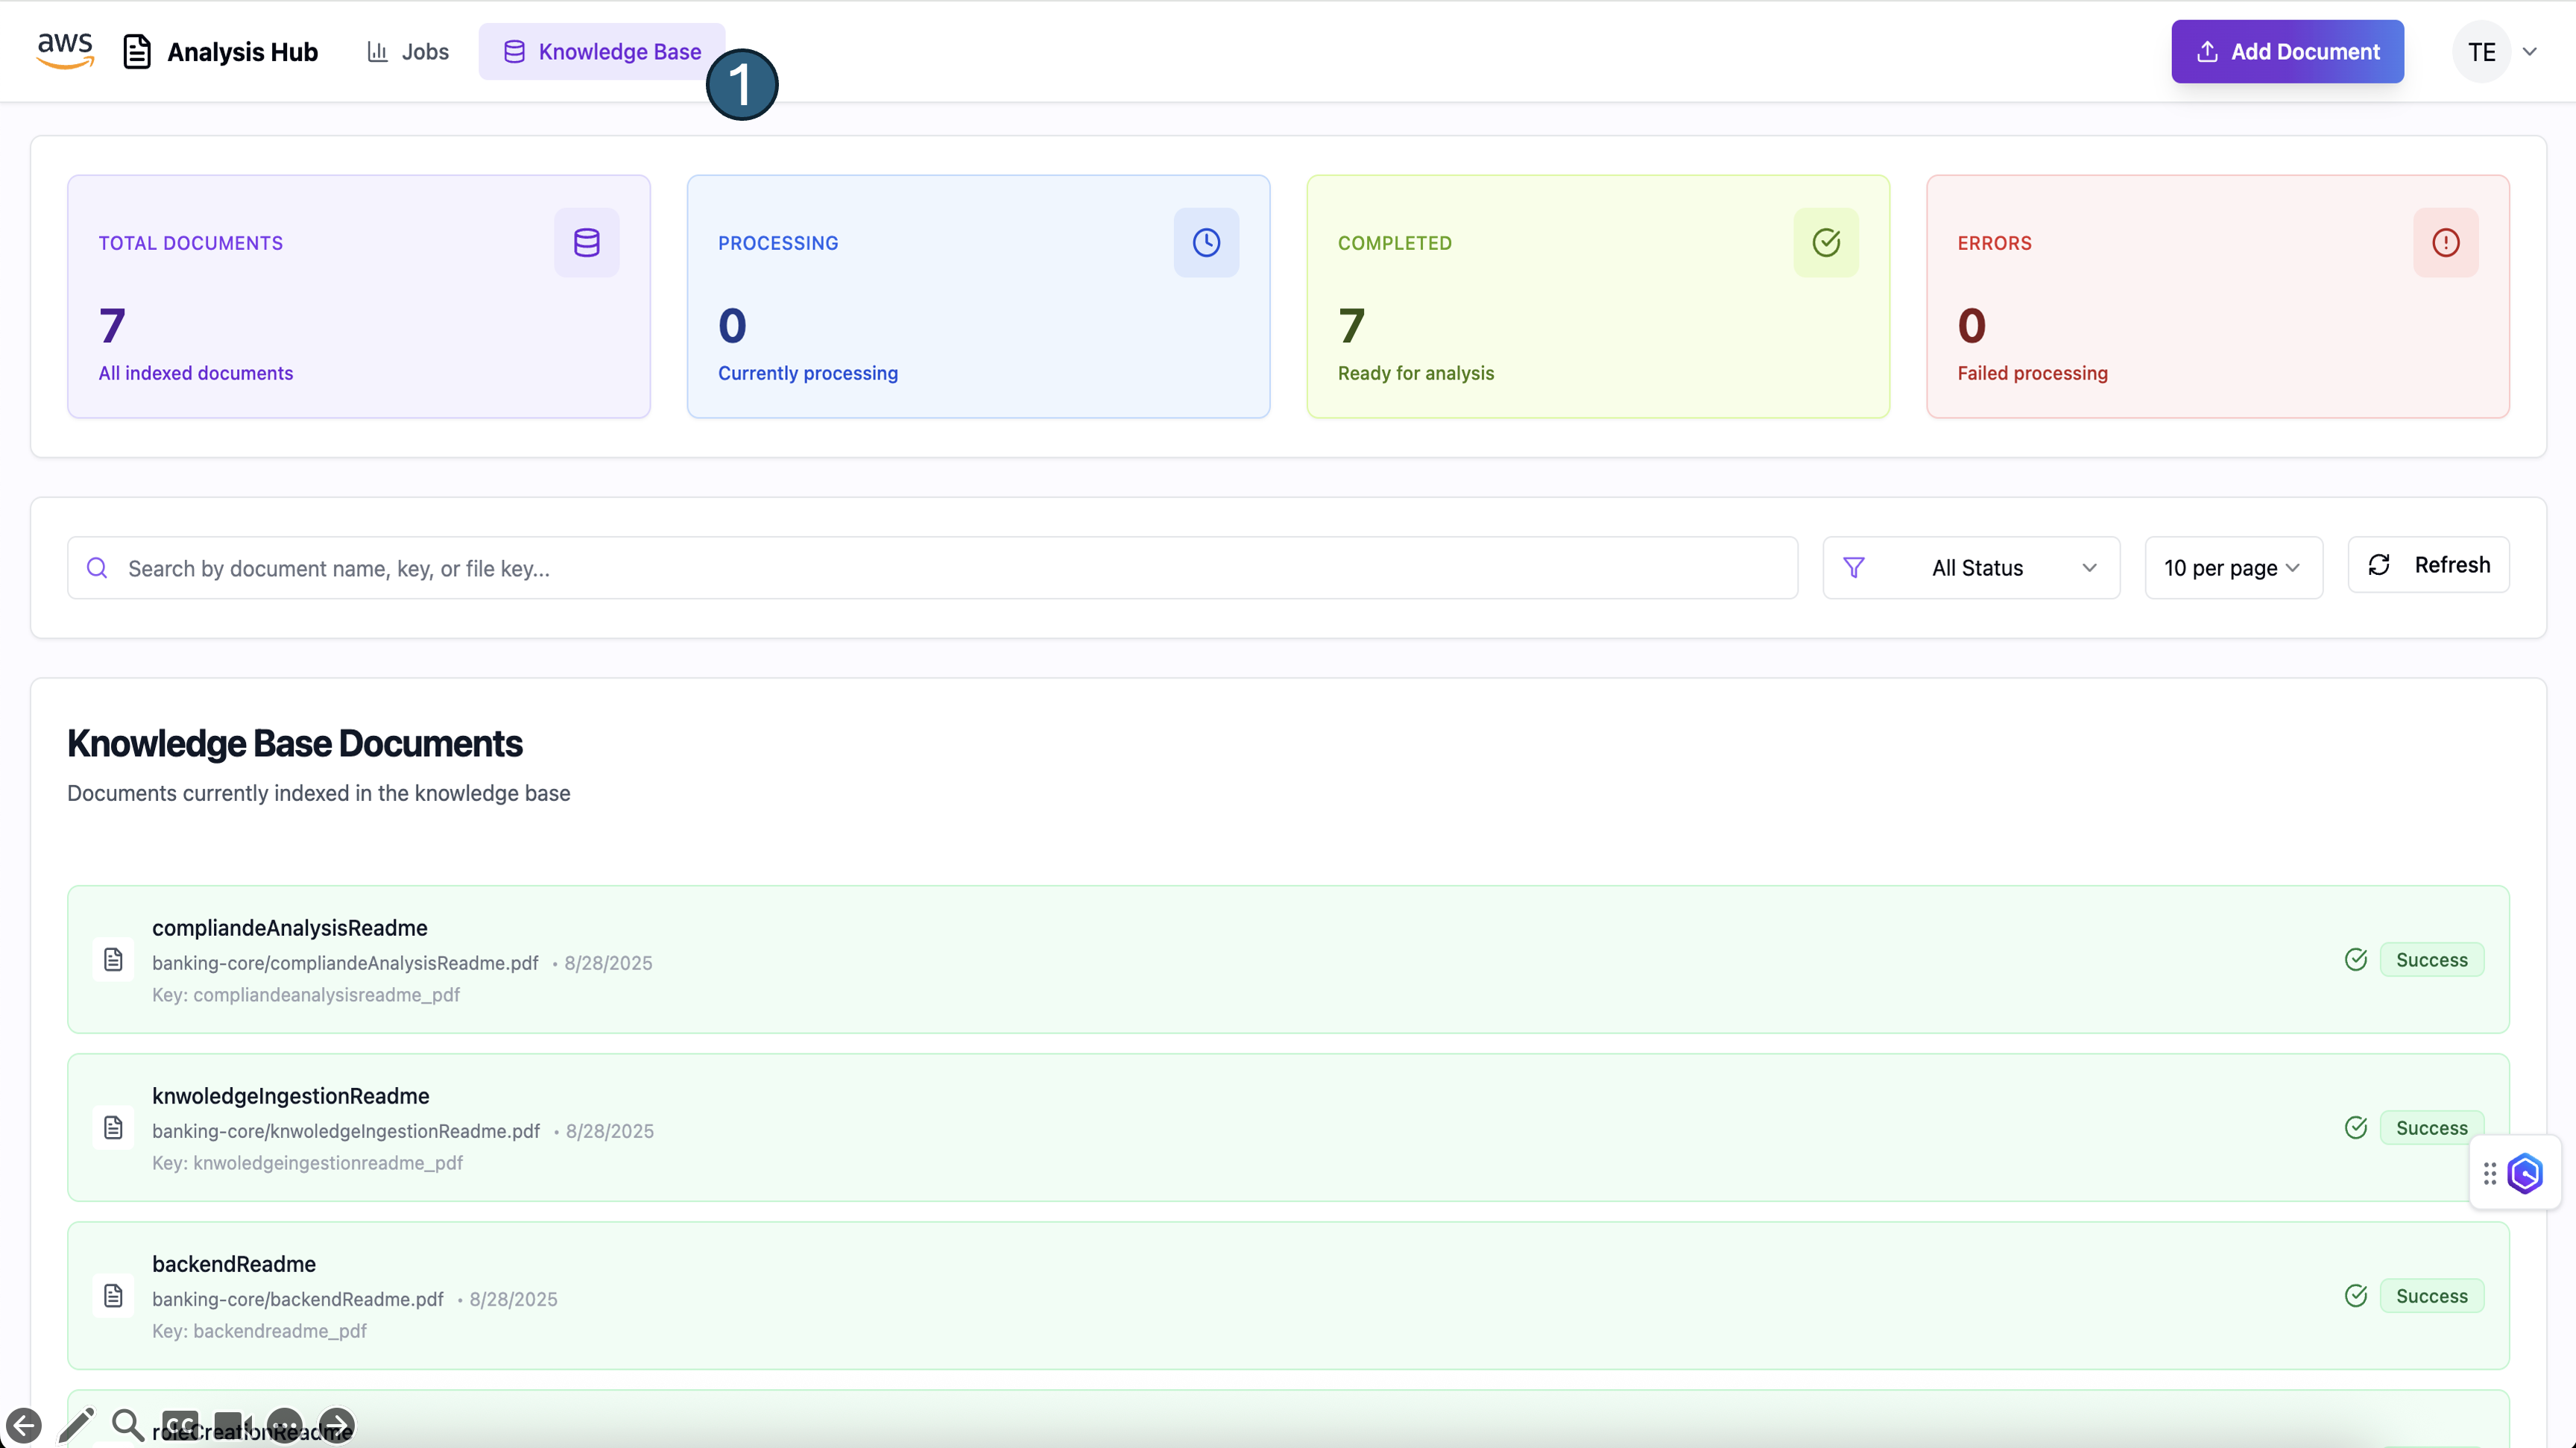 aws
Analysis Hub
Jobs
Knowledge Base
1
Add Document
TE
TOTAL DOCUMENTS
7
All indexed documents
PROCESSING
0
Currently processing
COMPLETED
7
Ready for analysis
ERRORS
0
Failed processing
Search by document name, key, or file key...
All Status
10 per page
Refresh
Knowledge Base Documents
Documents currently indexed in the knowledge base
compliandeAnalysisReadme
banking-core/compliandeAnalysisReadme.pdf • 8/28/2025
Key: compliandeanalysisreadme_pdf
Success
knwoledgeIngestionReadme
banking-core/knwoledgeIngestionReadme.pdf • 8/28/2025
Key: knwoledgeingestionreadme_pdf
Success
backendReadme
banking-core/backendReadme.pdf • 8/28/2025
Key: backendreadme_pdf
Success
CC
roleCreationReadme